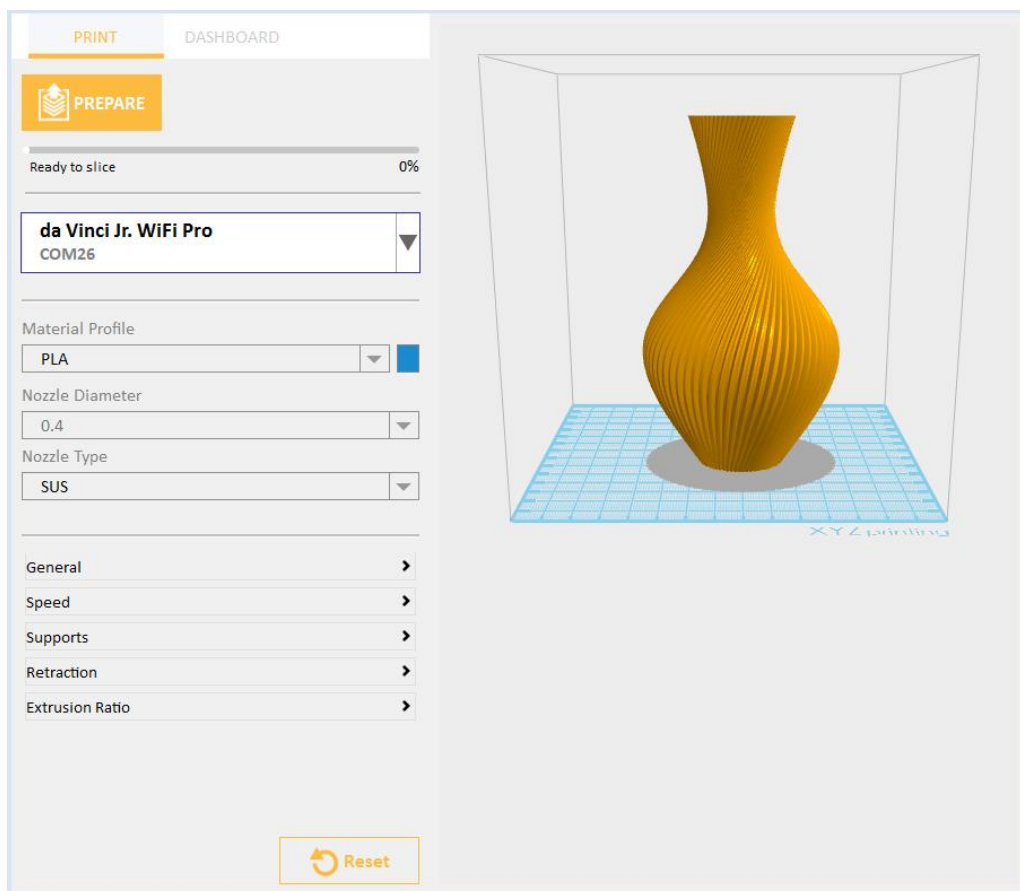 PRINT DASHBOARD
PREPARE
Ready to slice 0%
da Vinci Jr. WiFi Pro
COM26
Material Profile
PLA
Nozzle Diameter
0.4
Nozzle Type
SUS
General
Speed
Supports
Retraction
Extrusion Ratio
Reset
XYZprinting